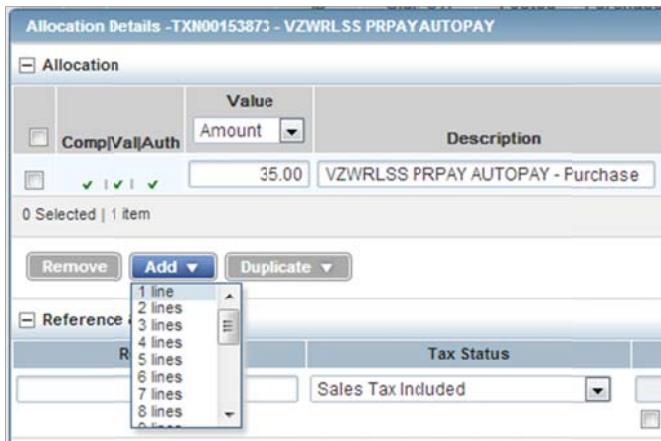 Allocation Details -TXN00153873 - VZWRLSS PRPAYAUTOPAY
Allocation
Value
Comp|Val|Auth
Amount
Description
35.00
VZWRLSS PRPAY AUTOPAY - Purchase
0 Selected | 1 item
Remove
Add
Duplicate
1 line
2 lines
3 lines
4 lines
5 lines
6 lines
7 lines
8 lines
Reference
Tax Status
Sales Tax Included